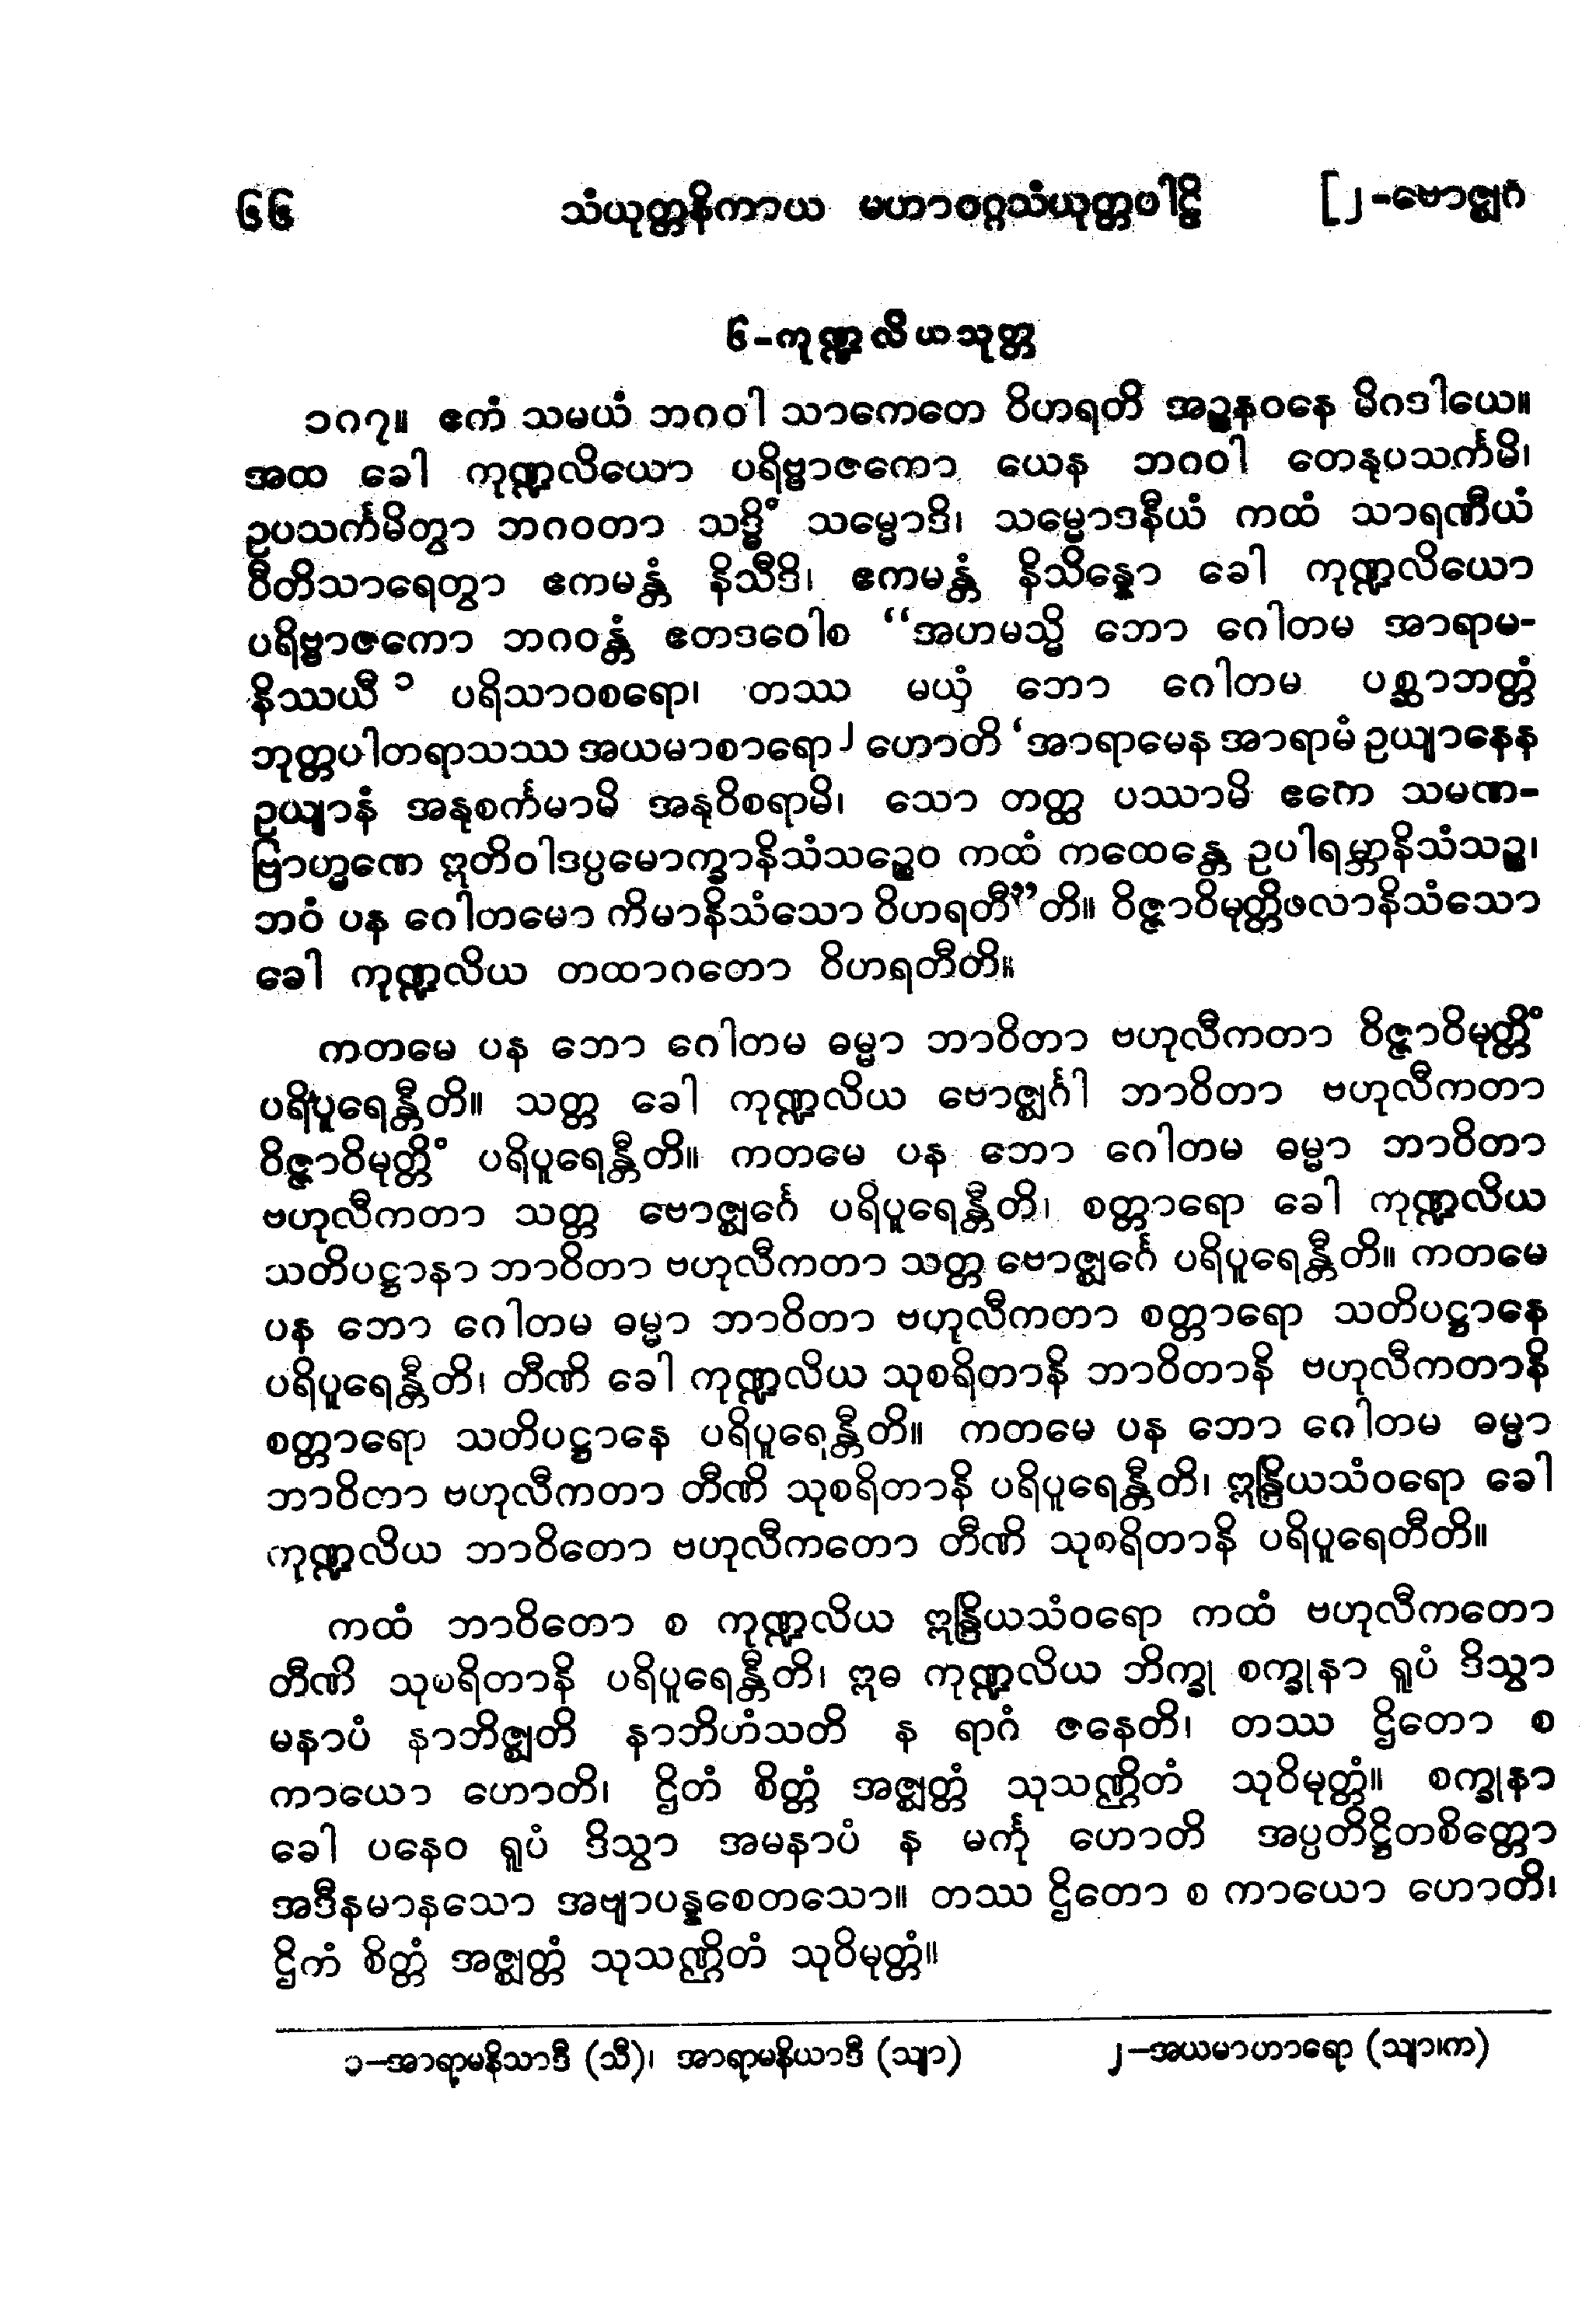 ၆၆ သံယုတ္တနိကာယ မဟာဝဂ္ဂသံယုတ္တပါဠိ [၂-ဗောဇ္ဈင်္ဂ
၆-ကုဏ္ဍလိယသုတ္တ
၁၈၇။ ဧကံ သမယံ ဘဂဝါ သာကေတေ ဝိဟရတိ အဉ္ဇနဝနေ မိဂဒါယေ။
အထ ခေါ ကုဏ္ဍလိယော ပရိဗ္ဗာဇကော ယေန ဘဂဝါ တေနုပသင်္ကမိ၊
ဥပသင်္ကမိတွာ ဘဂဝတာ သဒ္ဓိံ သမ္မောဒိ၊ သမ္မောဒနီယံ ကထံ သာရဏီယံ
ဝီတိသာရေတွာ ဧကမန္တံ နိသီဒိ၊ ဧကမန္တံ နိသိန္နော ခေါ ကုဏ္ဍလိယော
ပရိဗ္ဗာဇကော ဘဂဝန္တံ ဧတဒဝေါစ “အဟမသ္မိ ဘော ဂေါတမ အာရာမ-
နိဿယီ ၁ ပရိသာဝစရော၊ တဿ မယှံ ဘော ဂေါတမ ပစ္ဆာဘတ္တံ
ဘုတ္တပါတရာသဿ အယမာစာရော၂ ဟောတိ ‘အာရာမေန အာရာမံ ဥယျာနေန
ဥယျာနံ အနုစင်္ကမာမိ အနုဝိစရာမိ၊ သော တတ္ထ ပဿာမိ ဧကေ သမဏ-
ဗြာဟ္မဏေ ဣတိဝါဒပ္ပမောက္ခာနိသံသဉ္စေဝ ကထံ ကထေန္တေ ဥပါရမ္ဘာနိသံသဉ္စ၊
ဘဝံ ပန ဂေါတမော ကိမာနိသံသော ဝိဟရတီ’”တိ။ ဝိဇ္ဇာဝိမုတ္တိဖလာနိသံသော
ခေါ ကုဏ္ဍလိယ တထာဂတော ဝိဟရတီတိ။
ကတမေ ပန ဘော ဂေါတမ ဓမ္မာ ဘာဝိတာ ဗဟုလီကတာ ဝိဇ္ဇာဝိမုတ္တိံ
ပရိပူရေန္တီတိ။ သတ္တ ခေါ ကုဏ္ဍလိယ ဗောဇ္ဈင်္ဂါ ဘာဝိတာ ဗဟုလီကတာ
ဝိဇ္ဇာဝိမုတ္တိံ ပရိပူရေန္တီတိ။ ကတမေ ပန ဘော ဂေါတမ ဓမ္မာ ဘာဝိတာ
ဗဟုလီကတာ သတ္တ ဗောဇ္ဈင်္ဂေ ပရိပူရေန္တီတိ၊ စတ္တာရော ခေါ ကုဏ္ဍလိယ
သတိပဋ္ဌာနာ ဘာဝိတာ ဗဟုလီကတာ သတ္တ ဗောဇ္ဈင်္ဂေ ပရိပူရေန္တီတိ။ ကတမေ
ပန ဘော ဂေါတမ ဓမ္မာ ဘာဝိတာ ဗဟုလီကတာ စတ္တာရော သတိပဋ္ဌာနေ
ပရိပူရေန္တီတိ၊ တီဏိ ခေါ ကုဏ္ဍလိယ သုစရိတာနိ ဘာဝိတာနိ ဗဟုလီကတာနိ
စတ္တာရော သတိပဋ္ဌာနေ ပရိပူရေန္တီတိ။ ကတမေ ပန ဘော ဂေါတမ ဓမ္မာ
ဘာဝိတာ ဗဟုလီကတာ တီဏိ သုစရိတာနိ ပရိပူရေန္တီတိ၊ ဣန္ဒြိယသံဝရော ခေါ
ကုဏ္ဍလိယ ဘာဝိတော ဗဟုလီကတော တီဏိ သုစရိတာနိ ပရိပူရေတီတိ။
ကထံ ဘာဝိတော စ ကုဏ္ဍလိယ ဣန္ဒြိယသံဝရော ကထံ ဗဟုလီကတော
တီဏိ သုစရိတာနိ ပရိပူရေန္တီတိ၊ ဣဓ ကုဏ္ဍလိယ ဘိက္ခု စက္ခုနာ ရူပံ ဒိသွာ
မနာပံ နာဘိဇ္ဈတိ နာဘိဟံသတိ န ရာဂံ ဇနေတိ၊ တဿ ဌိတော စ
ကာယော ဟောတိ၊ ဌိတံ စိတ္တံ အဇ္ဈတ္တံ သုသဏ္ဌိတံ သုဝိမုတ္တံ။ စက္ခုနာ
ခေါ ပနေဝ ရူပံ ဒိသွာ အမနာပံ န မင်္ကု ဟောတိ အပ္ပတိဋ္ဌိတစိတ္တော
အဒီနမာနသော အဗျာပန္နစေတသော။ တဿ ဌိတော စ ကာယော ဟောတိ၊
ဌိတံ စိတ္တံ အဇ္ဈတ္တံ သုသဏ္ဌိတံ သုဝိမုတ္တံ။
၁-အာရာမနိသာဒီ (သီ)၊ အာရာမနိယာဒီ (သျာ) ၂-အယမာဟာရော (သျာ၊က)